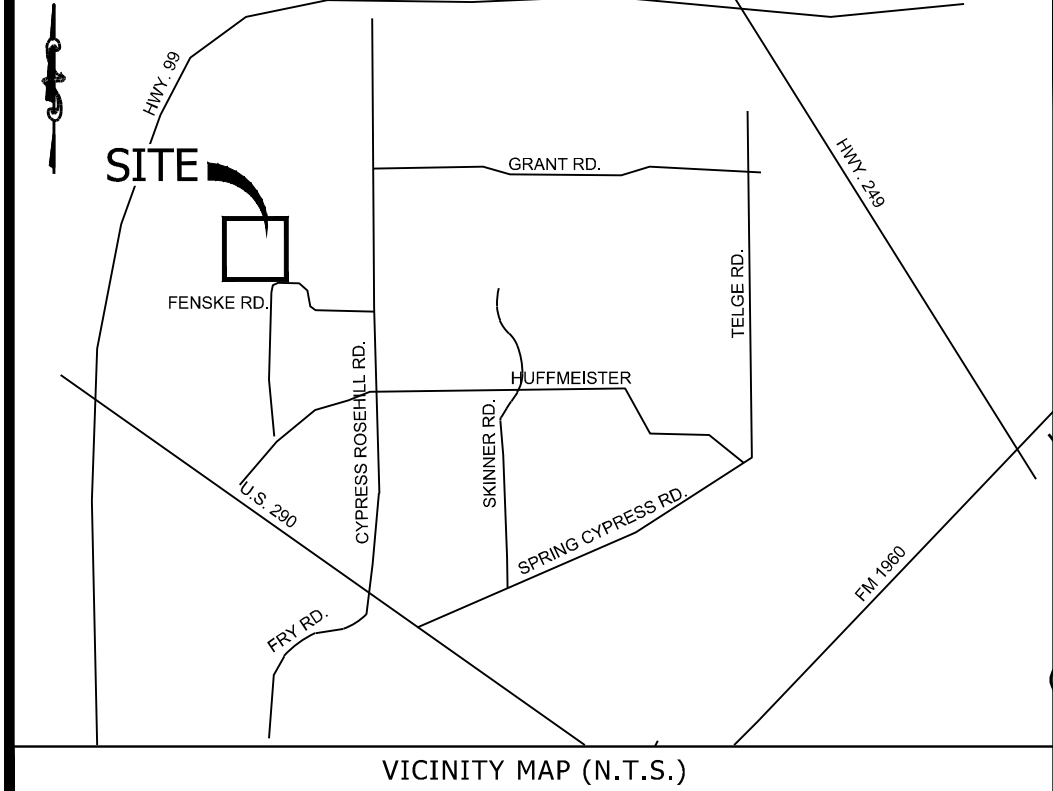 HWY. 99
SITE
GRANT RD.
HWY. 249
TELGE RD.
FENSKE RD.
CYPRESS ROSEHILL RD.
HUFFMEISTER
SKINNER RD.
U.S. 290
SPRING CYPRESS RD.
FM 1960
FRY RD.
VICINITY MAP (N.T.S.)